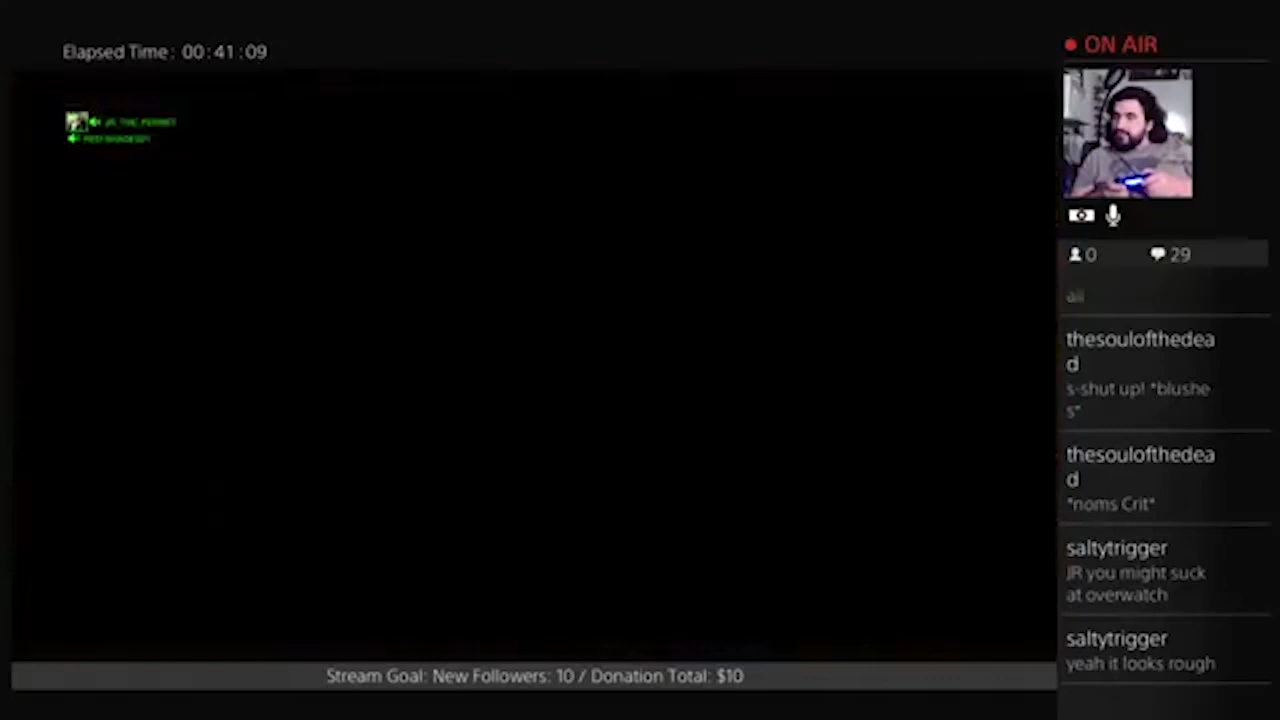 Elapsed Time: 00:41:09
ON AIR
0
29
all
thesoulofthedea
d
s-shut up! *blushe
s*
thesoulofthedea
d
*noms Crit*
saltytrigger
JR you might suck
at overwatch
saltytrigger
yeah it looks rough
Stream Goal: New Followers: 10 / Donation Total: $10